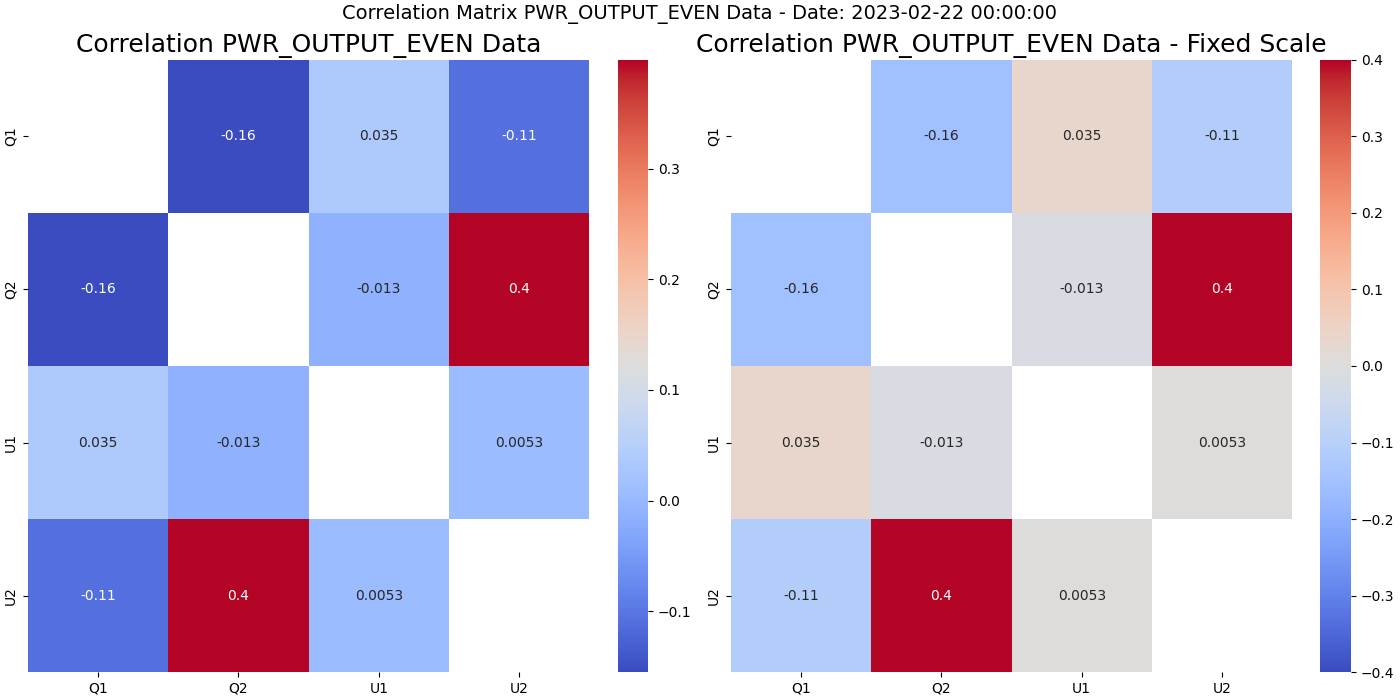 Correlation Matrix PWR_OUTPUT_EVEN Data - Date: 2023-02-22 00:00:00
Correlation PWR_OUTPUT_EVEN Data
Q1
-0.16
0.035
-0.11
Q2
-0.16
-0.013
0.4
U1
0.035
-0.013
0.0053
U2
-0.11
0.4
0.0053
Q1
Q2
U1
U2
0.3
0.2
0.1
0.0
−0.1
Correlation PWR_OUTPUT_EVEN Data - Fixed Scale
Q1
-0.16
0.035
-0.11
Q2
-0.16
-0.013
0.4
U1
0.035
-0.013
0.0053
U2
-0.11
0.4
0.0053
Q1
Q2
U1
U2
0.4
0.3
0.2
0.1
0.0
−0.1
−0.2
−0.3
−0.4